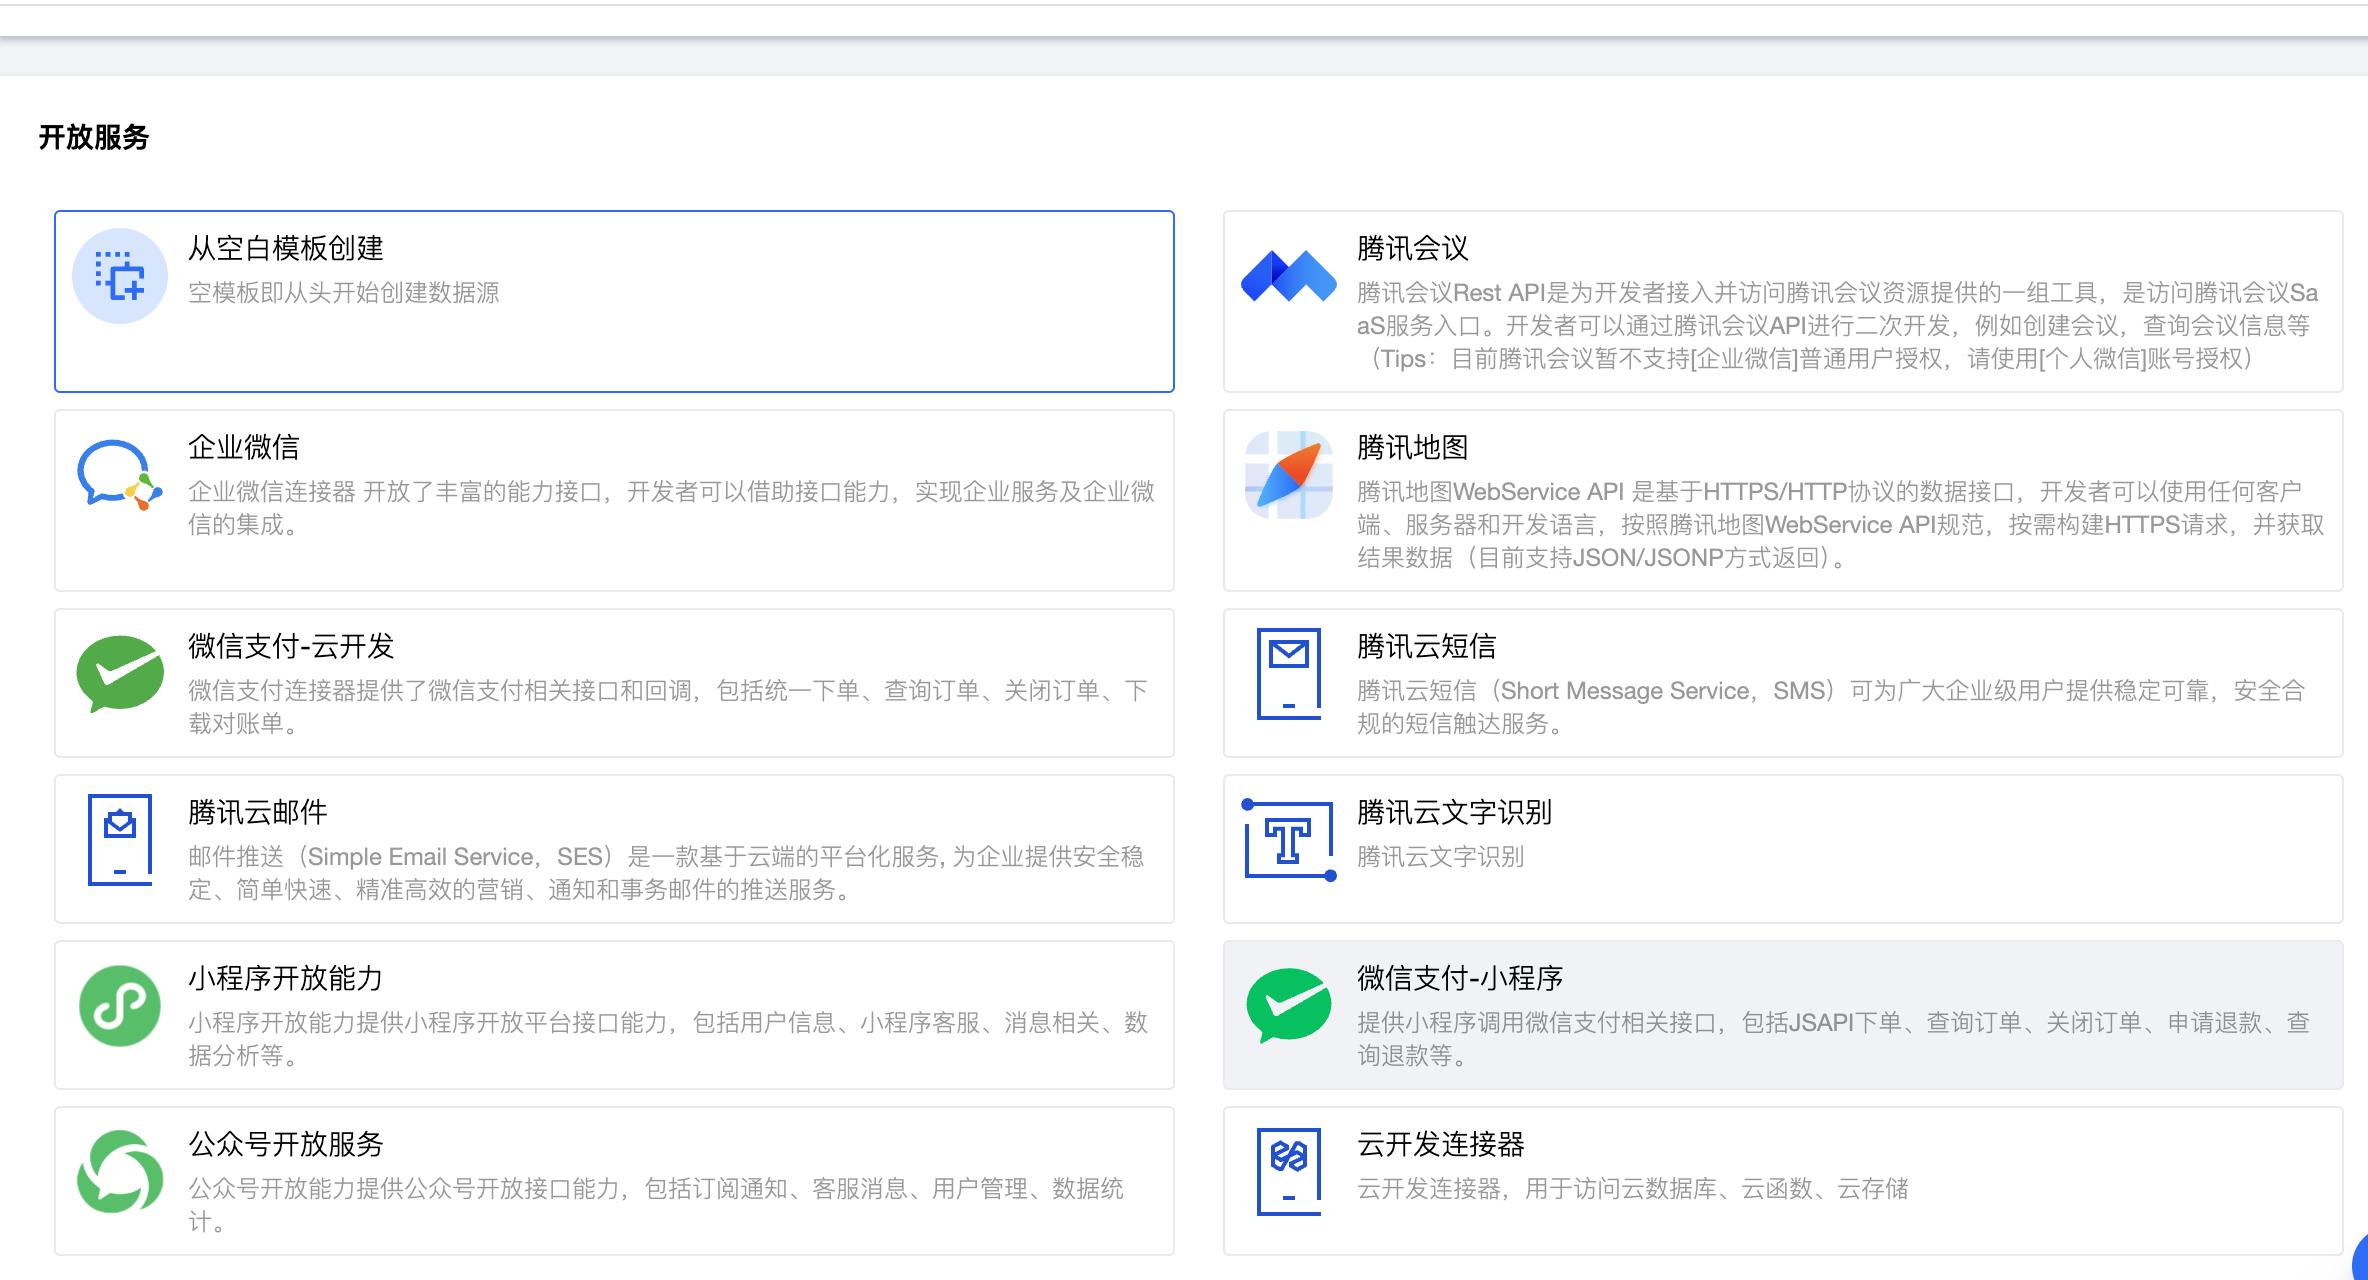 开放服务
从空白模板创建
空模板即从头开始创建数据源
腾讯会议
腾讯会议Rest API是为开发者接入并访问腾讯会议资源提供的一组工具，是访问腾讯会议Sa
aS服务入口。开发者可以通过腾讯会议API进行二次开发，例如创建会议，查询会议信息等
（Tips：目前腾讯会议暂不支持[企业微信]普通用户授权，请使用[个人微信]账号授权）
企业微信
企业微信连接器 开放了丰富的能力接口，开发者可以借助接口能力，实现企业服务及企业微
信的集成。
腾讯地图
腾讯地图WebService API 是基于HTTPS/HTTP协议的数据接口，开发者可以使用任何客户
端、服务器和开发语言，按照腾讯地图WebService API规范，按需构建HTTPS请求，并获取
结果数据（目前支持JSON/JSONP方式返回）。
微信支付-云开发
微信支付连接器提供了微信支付相关接口和回调，包括统一下单、查询订单、关闭订单、下
载对账单。
腾讯云短信
腾讯云短信（Short Message Service，SMS）可为广大企业级用户提供稳定可靠，安全合
规的短信触达服务。
腾讯云邮件
邮件推送（Simple Email Service，SES）是一款基于云端的平台化服务, 为企业提供安全稳
定、简单快速、精准高效的营销、通知和事务邮件的推送服务。
腾讯云文字识别
腾讯云文字识别
小程序开放能力
小程序开放能力提供小程序开放平台接口能力，包括用户信息、小程序客服、消息相关、数
据分析等。
微信支付-小程序
提供小程序调用微信支付相关接口，包括JSAPI下单、查询订单、关闭订单、申请退款、查
询退款等。
公众号开放服务
公众号开放能力提供公众号开放接口能力，包括订阅通知、客服消息、用户管理、数据统
计。
云开发连接器
云开发连接器，用于访问云数据库、云函数、云存储